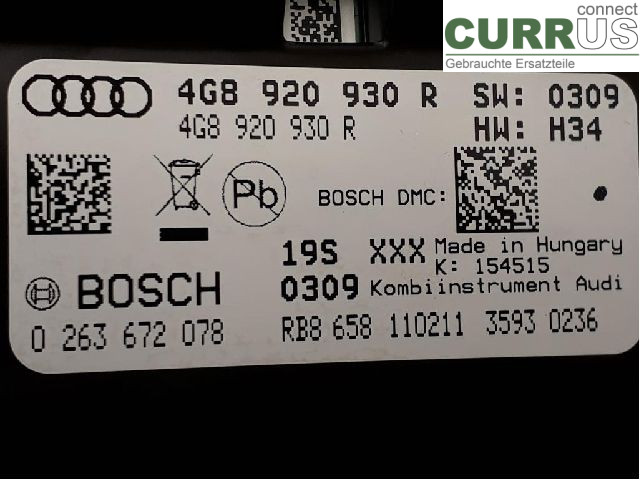 connect
CURRUS
Gebrauchte Ersatzteile
4G8 920 930 R SW: 0309
4G8 920 930 R HW: H34
Pb
BOSCH DMC:
19S XXX Made in Hungary
K: 154515
BOSCH 0309 Kombiinstrument Audi
0 263 672 078 RB8 658 110211 3593 0236